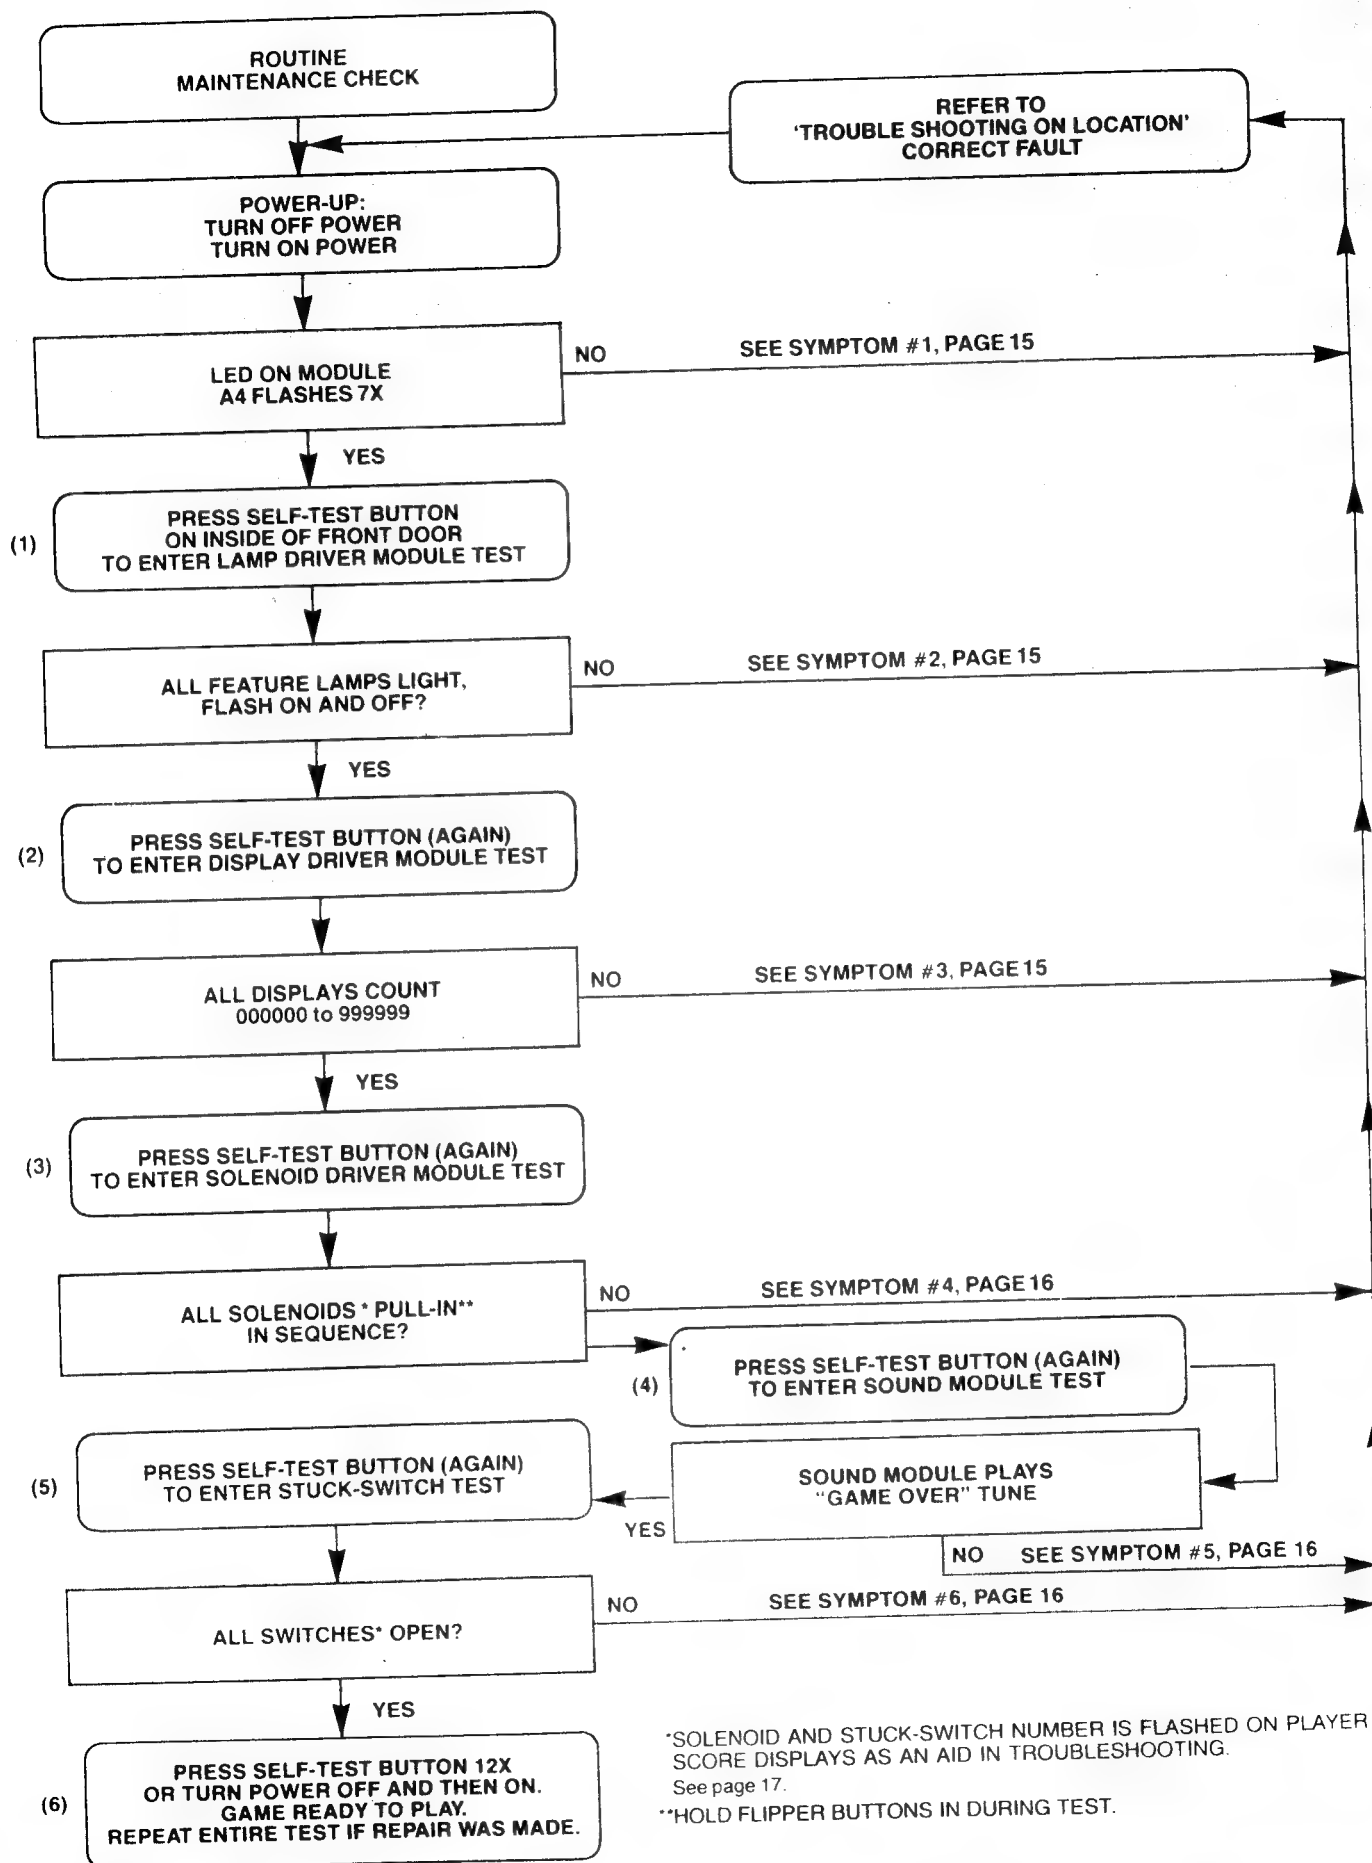 ROUTINE
MAINTENANCE CHECK
REFER TO
'TROUBLE SHOOTING ON LOCATION'
CORRECT FAULT
POWER-UP:
TURN OFF POWER
TURN ON POWER
LED ON MODULE
A4 FLASHES 7X
NO SEE SYMPTOM #1, PAGE 15
YES
(1) PRESS SELF-TEST BUTTON
ON INSIDE OF FRONT DOOR
TO ENTER LAMP DRIVER MODULE TEST
ALL FEATURE LAMPS LIGHT,
FLASH ON AND OFF?
NO SEE SYMPTOM #2, PAGE 15
YES
(2) PRESS SELF-TEST BUTTON (AGAIN)
TO ENTER DISPLAY DRIVER MODULE TEST
ALL DISPLAYS COUNT
000000 to 999999
NO SEE SYMPTOM #3, PAGE 15
YES
(3) PRESS SELF-TEST BUTTON (AGAIN)
TO ENTER SOLENOID DRIVER MODULE TEST
ALL SOLENOIDS * PULL-IN**
IN SEQUENCE?
NO SEE SYMPTOM #4, PAGE 16
(4) PRESS SELF-TEST BUTTON (AGAIN)
TO ENTER SOUND MODULE TEST
SOUND MODULE PLAYS
"GAME OVER" TUNE
YES
NO SEE SYMPTOM #5, PAGE 16
(5) PRESS SELF-TEST BUTTON (AGAIN)
TO ENTER STUCK-SWITCH TEST
ALL SWITCHES* OPEN?
NO SEE SYMPTOM #6, PAGE 16
YES
(6) PRESS SELF-TEST BUTTON 12X
OR TURN POWER OFF AND THEN ON.
GAME READY TO PLAY.
REPEAT ENTIRE TEST IF REPAIR WAS MADE.
*SOLENOID AND STUCK-SWITCH NUMBER IS FLASHED ON PLAYER
SCORE DISPLAYS AS AN AID IN TROUBLESHOOTING.
See page 17.
**HOLD FLIPPER BUTTONS IN DURING TEST.